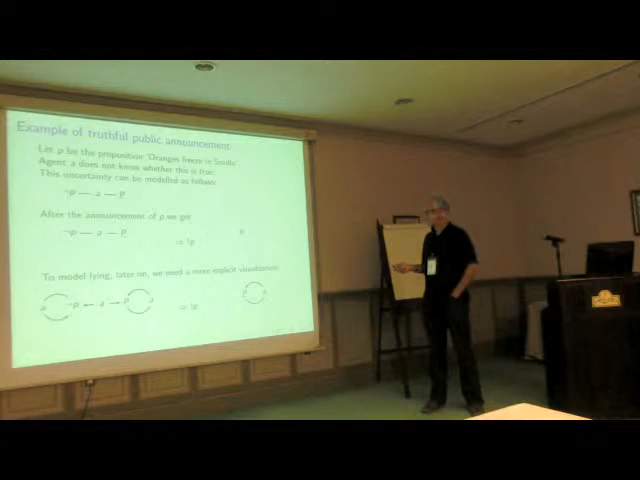 Example of truthful public announcement
Let p be the proposition 'Oranges freeze in Sevilla'.
Agent a does not know whether this is true:
This uncertainty can be modelled as follows:
¬p — a — p
After the announcement of p we get
¬p — a — p ⇒ !p p
To model lying, later on, we need a more explicit visualization:
a ¬p ← a → p a ⇒ !p p a